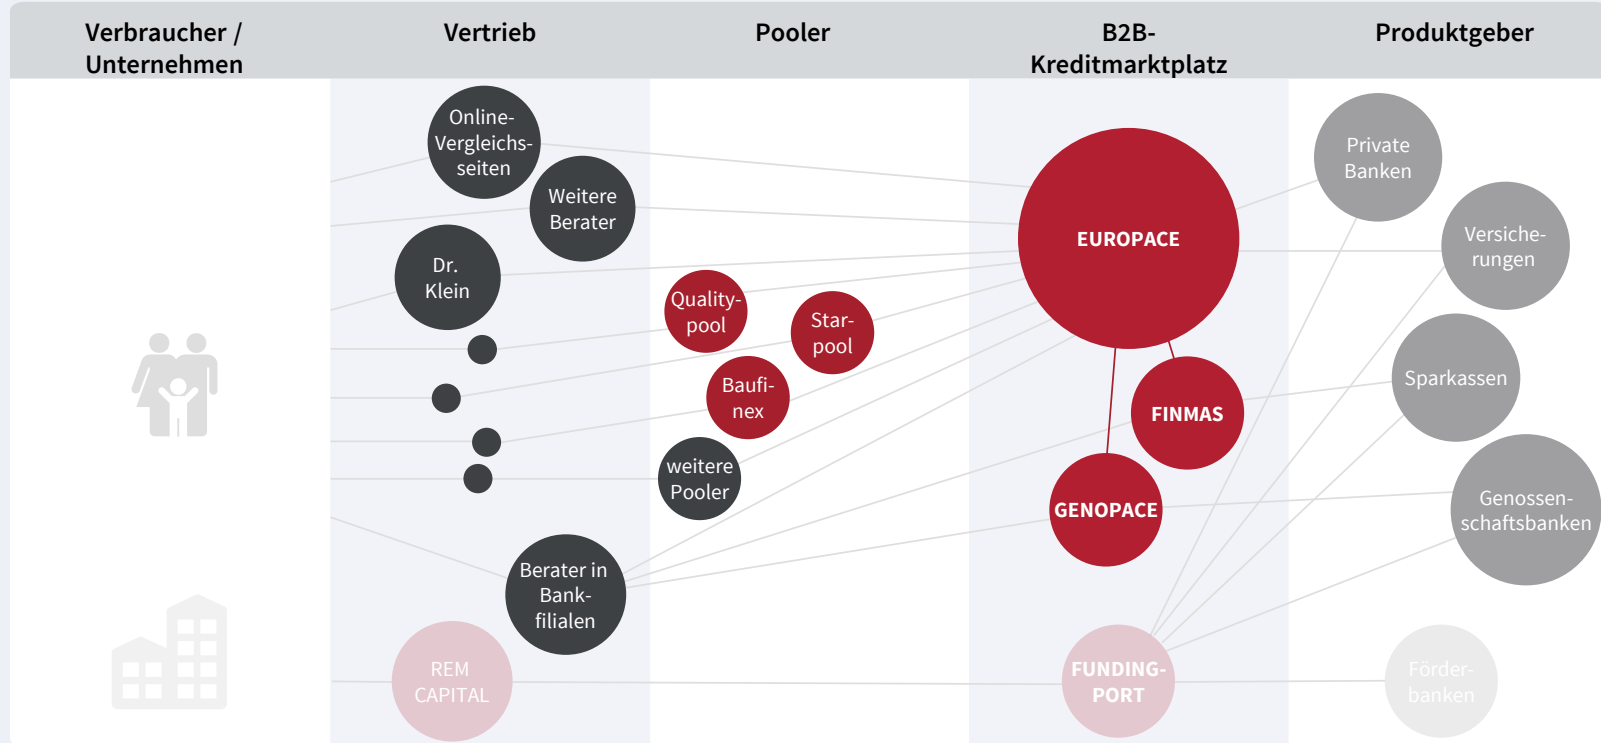 Verbraucher /
Unternehmen
Vertrieb
Pooler
B2B-
Kreditmarktplatz
Produktgeber
Online-
Vergleichs-
seiten
Weitere
Berater
Dr.
Klein
Quality-
pool
Star-
pool
Baufi-
nex
weitere
Pooler
Berater in
Bank-
filialen
REM
CAPITAL
EUROPACE
FINMAS
GENOPACE
FUNDING-
PORT
Private
Banken
Versiche-
rungen
Sparkassen
Genossen-
schaftsbanken
Förder-
banken